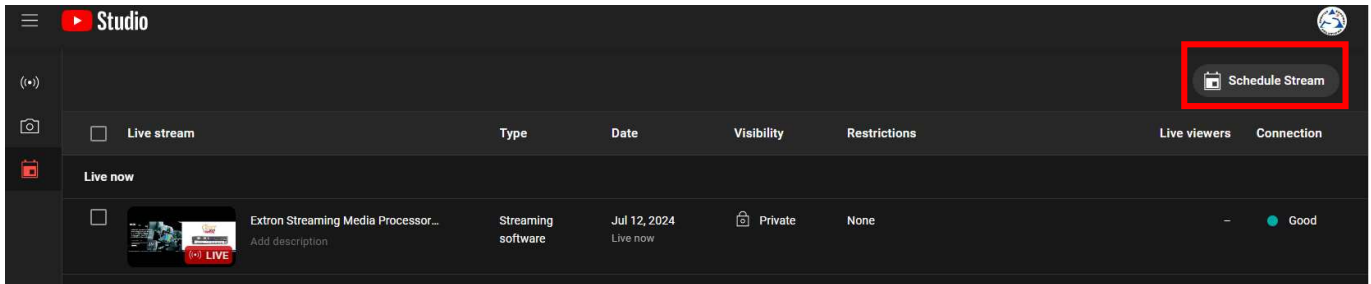 Studio
Schedule Stream
Live stream Type Date Visibility Restrictions Live viewers Connection
Live now
Extron Streaming Media Processor... Streaming software Jul 12, 2024 Private None – Good
Add description Live now
LIVE